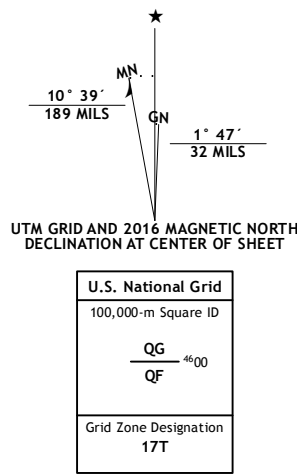 ★
MN
GN
10° 39´
189 MILS
1° 47´
32 MILS
UTM GRID AND 2016 MAGNETIC NORTH
DECLINATION AT CENTER OF SHEET
U.S. National Grid
100,000-m Square ID
QG
4600
QF
Grid Zone Designation
17T